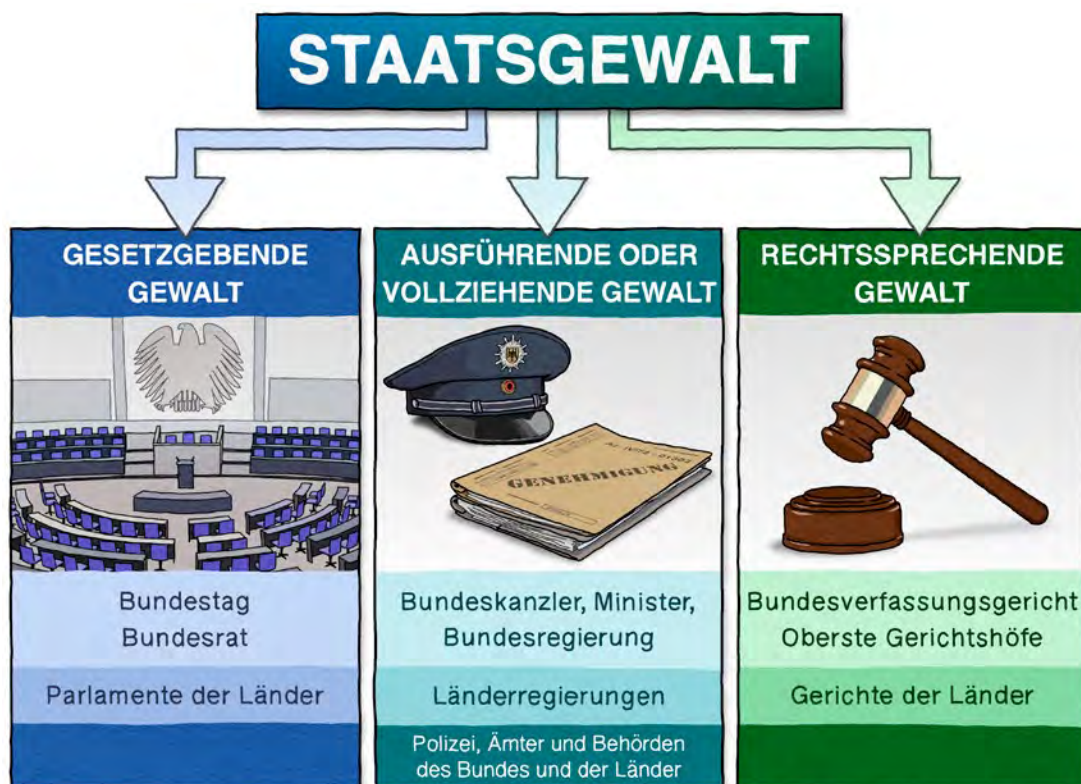 STAATSGEWALT
GESETZGEBENDE
GEWALT
Bundestag
Bundesrat
Parlamente der Länder
AUSFÜHRENDE ODER
VOLLZIEHENDE GEWALT
GENEHMIGUNG
Bundeskanzler, Minister,
Bundesregierung
Länderregierungen
Polizei, Ämter und Behörden
des Bundes und der Länder
RECHTSSPRECHENDE
GEWALT
Bundesverfassungsgericht
Oberste Gerichtshöfe
Gerichte der Länder